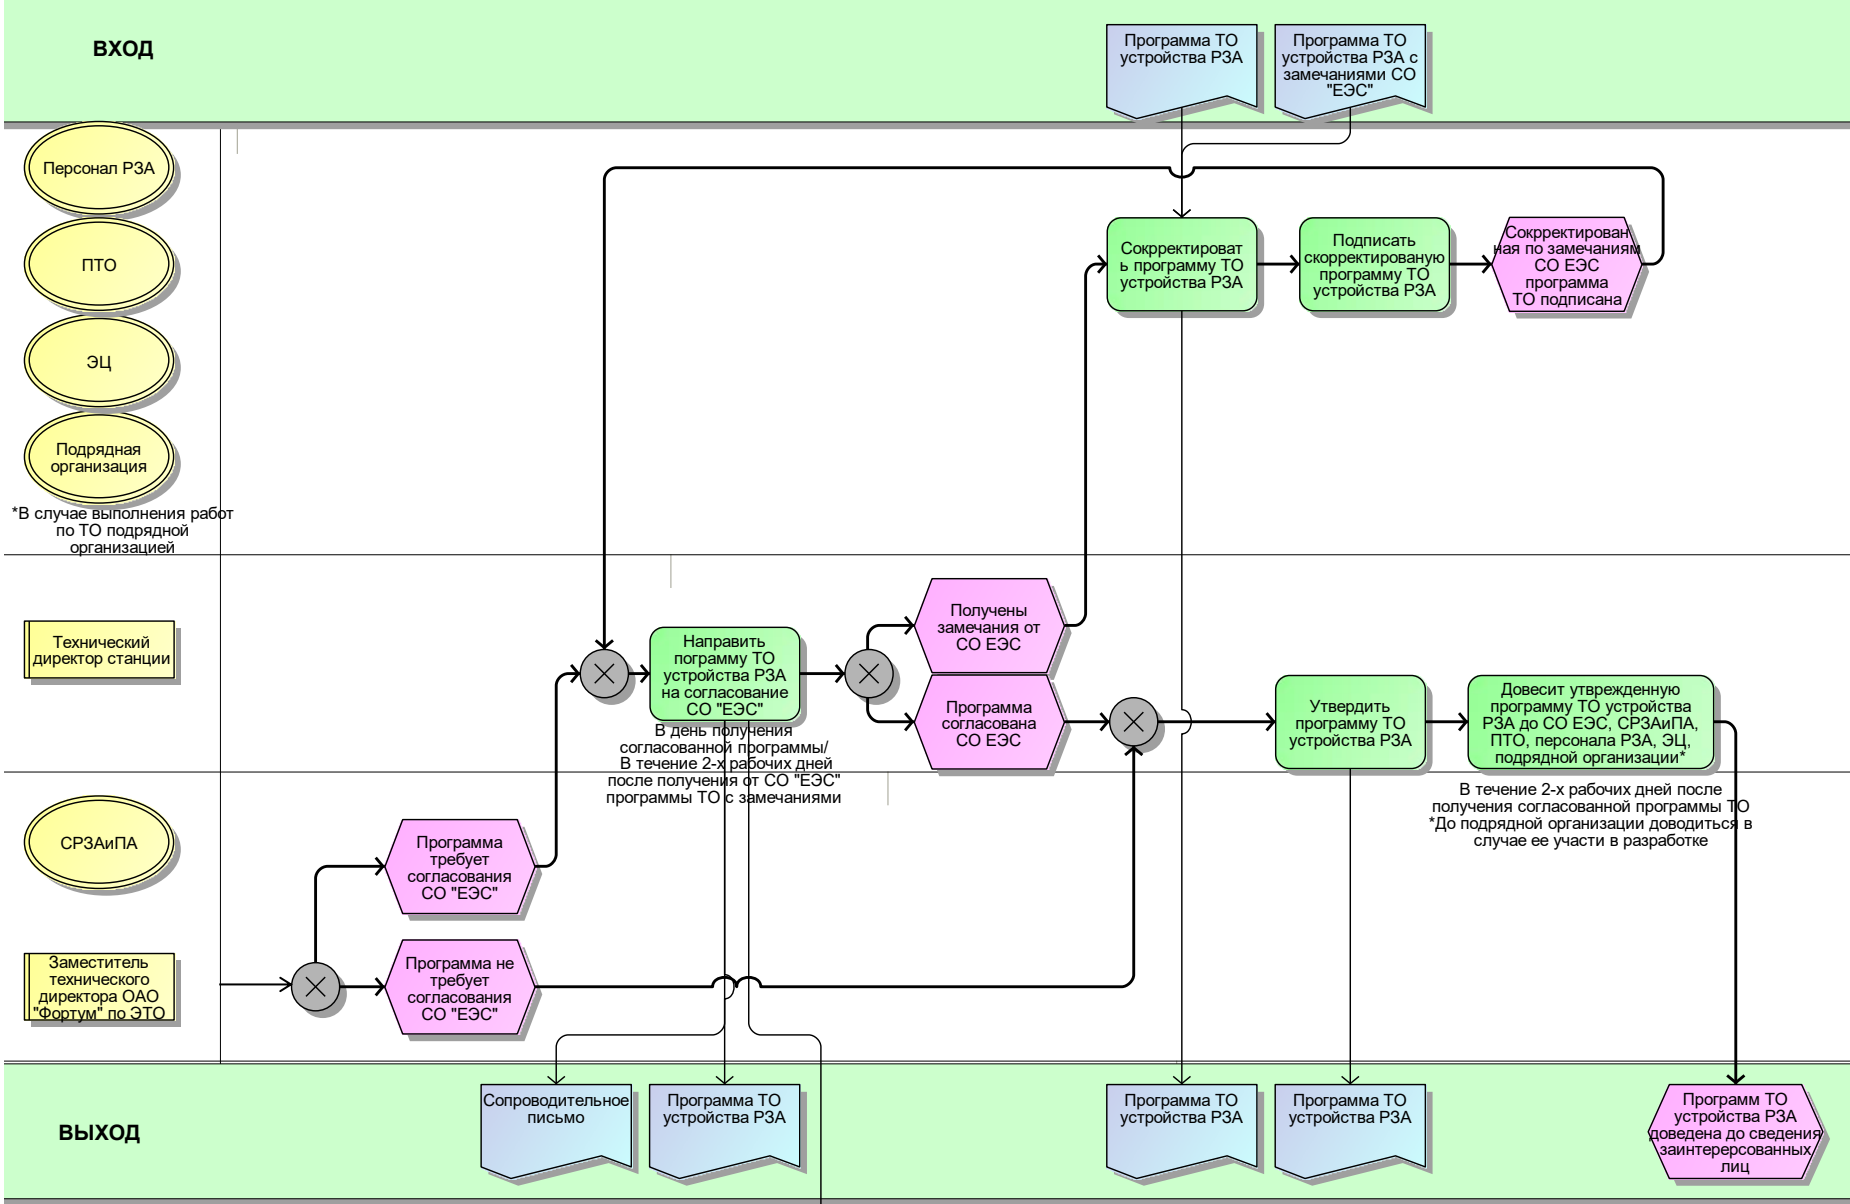 ВХОД
Программа ТО
устройства РЗА
Программа ТО
устройства РЗА с
замечаниями СО
"ЕЭС"
Персонал РЗА
ПТО
ЭЦ
Подрядная
организация
*В случае выполнения работ
по ТО подрядной
организацией
Сокрректироват
ь программу ТО
устройства РЗА
Подписать
скорректированую
программу ТО
устройства РЗА
Сокрректирован
ная по замечаниям
СО ЕЭС
программа
ТО подписана
Технический
директор станции
Направить
пограмму ТО
устройства РЗА
на согласование
СО "ЕЭС"
В день получения
согласованной программы/
В течение 2-х рабочих дней
после получения от СО "ЕЭС"
программы ТО с замечаниями
Получены
замечания от
СО ЕЭС
Программа
согласована
СО ЕЭС
Утвердить
программу ТО
устройства РЗА
Довесит утврежденную
программу ТО устройства
РЗА до СО ЕЭС, СРЗАиПА,
ПТО, персонала РЗА, ЭЦ,
подрядной организации*
В течение 2-х рабочих дней после
получения согласованной программы ТО
*До подрядной организации доводиться в
случае ее участи в разработке
СРЗАиПА
Программа
требует
согласования
СО "ЕЭС"
Заместитель
технического
директора ОАО
"Фортум" по ЭТО
Программа не
требует
согласования
СО "ЕЭС"
ВЫХОД
Сопроводительное
письмо
Программа ТО
устройства РЗА
Программа ТО
устройства РЗА
Программа ТО
устройства РЗА
Программ ТО
устройства РЗА
доведена до сведения
заинтерерсованных
лиц